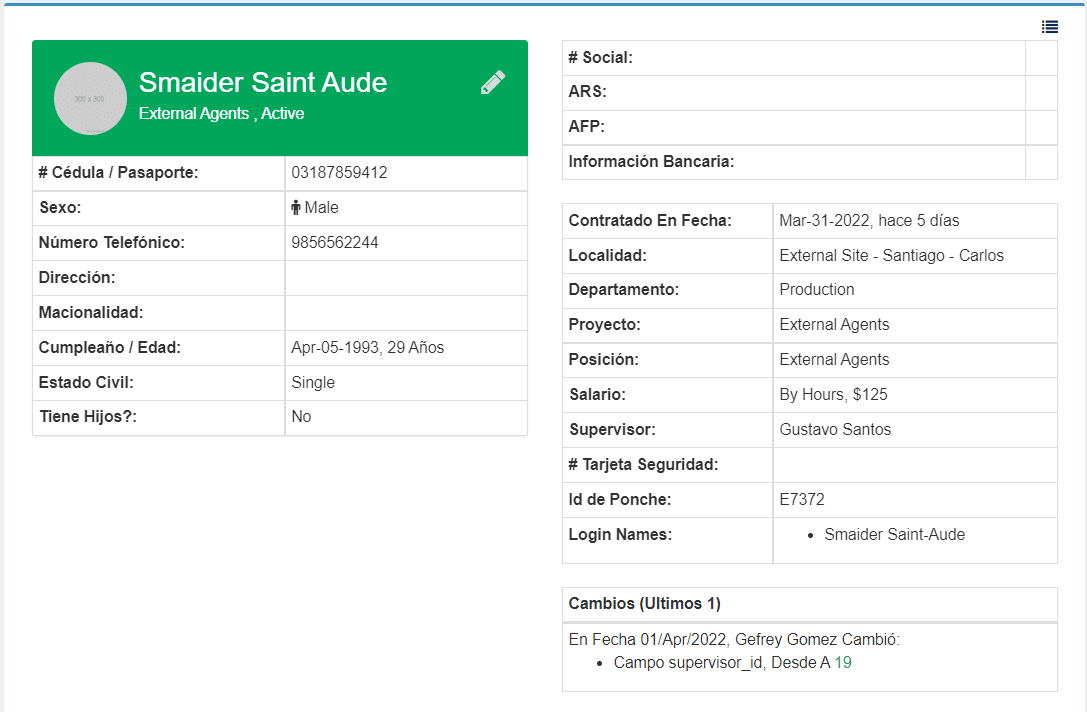 Smaider Saint Aude
External Agents , Active
300 x 300
# Cédula / Pasaporte: 03187859412
Sexo: Male
Número Telefónico: 9856562244
Dirección:
Macionalidad:
Cumpleaño / Edad: Apr-05-1993, 29 Años
Estado Civil: Single
Tiene Hijos?: No
# Social:
ARS:
AFP:
Información Bancaria:
Contratado En Fecha: Mar-31-2022, hace 5 días
Localidad: External Site - Santiago - Carlos
Departamento: Production
Proyecto: External Agents
Posición: External Agents
Salario: By Hours, $125
Supervisor: Gustavo Santos
# Tarjeta Seguridad:
Id de Ponche: E7372
Login Names: • Smaider Saint-Aude
Cambios (Ultimos 1)
En Fecha 01/Apr/2022, Gefrey Gomez Cambió:
• Campo supervisor_id, Desde A 19